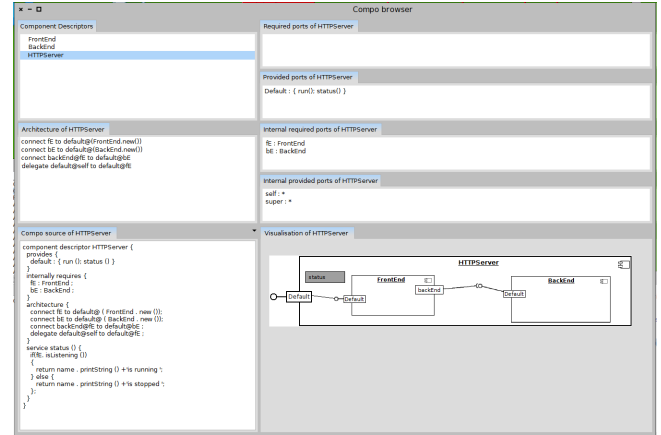 Compo browser
Component Descriptors
FrontEnd
BackEnd
HTTPServer
Required ports of HTTPServer
Provided ports of HTTPServer
Default : { run(); status() }
Architecture of HTTPServer
connect fE to default@(FrontEnd.new())
connect bE to default@(BackEnd.new())
connect backEnd@fE to default@bE
delegate default@self to default@fE
Internal required ports of HTTPServer
fE : FrontEnd
bE : BackEnd
Internal provided ports of HTTPServer
self : *
super : *
Compo source of HTTPServer
component descriptor HTTPServer {
provides {
default : { run (); status () }
}
internally requires {
fE : FrontEnd ;
bE : BackEnd ;
}
architecture {
connect fE to default@ ( FrontEnd . new ());
connect bE to default@ ( BackEnd . new ());
connect backEnd@fE to default@bE ;
delegate default@self to default@fE ;
}
service status () {
if(fE. isListening ())
{
return name . printString () +'is running ';
} else {
return name . printString () +'is stopped ';
};
}
}
Visualisation of HTTPServer
HTTPServer
status
FrontEnd
BackEnd
backEnd
Default
Default
Default